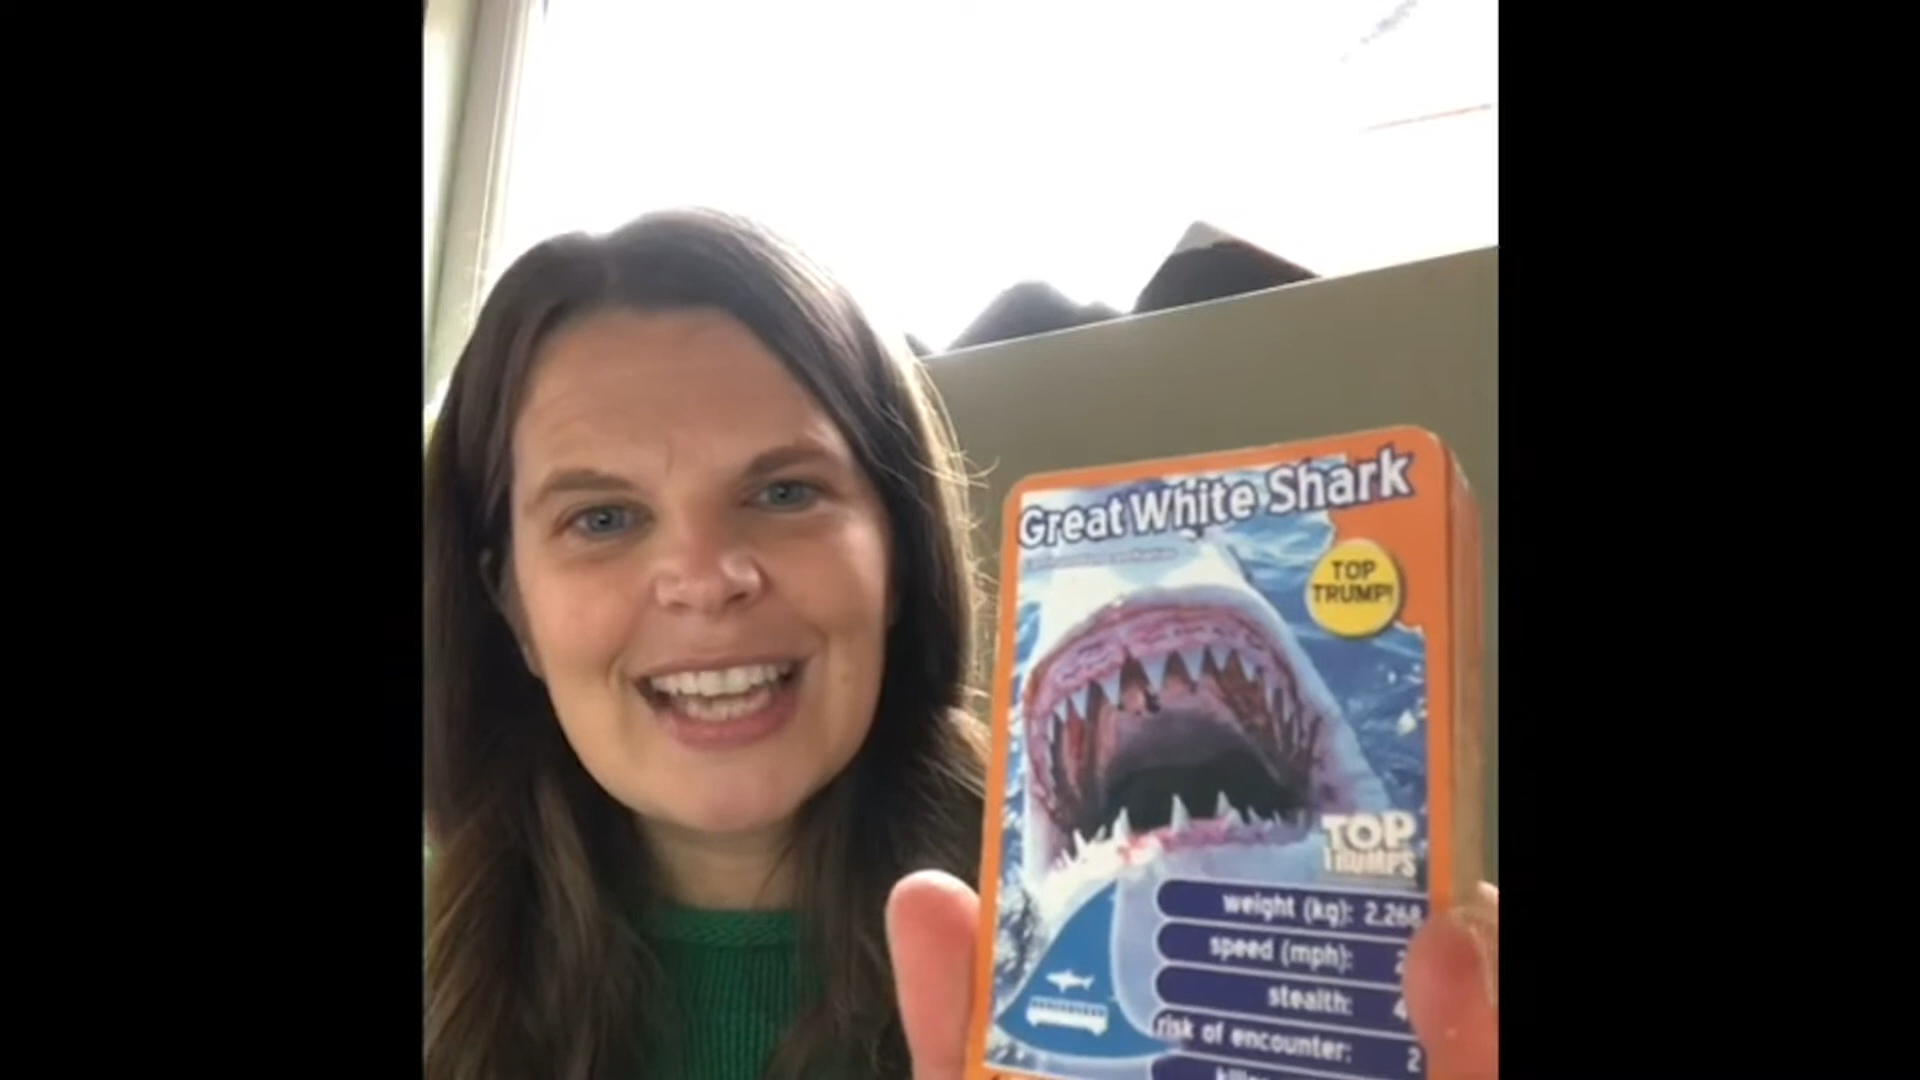 Great White Shark
TOP
TRUMP!
TOP
TRUMPS
weight (kg): 2,268
speed (mph):
stealth: 4
risk of encounter: 2